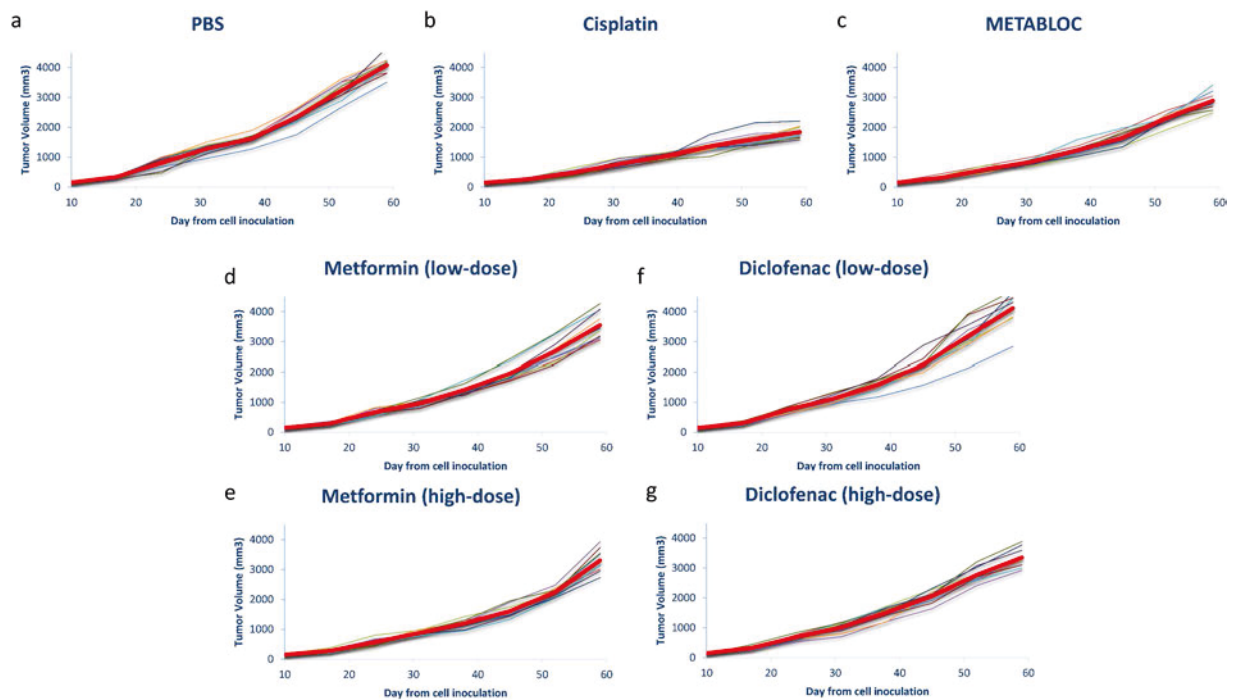 a
PBS
Tumor Volume (mm3)
4000
3000
2000
1000
0
10 20 30 40 50 60
Day from cell inoculation
b
Cisplatin
Tumor Volume (mm3)
4000
3000
2000
1000
0
10 20 30 40 50 60
Day from cell inoculation
c
METABLOC
Tumor Volume (mm3)
4000
3000
2000
1000
0
10 20 30 40 50 60
Day from cell inoculation
d
Metformin (low-dose)
Tumor Volume (mm3)
4000
3000
2000
1000
0
10 20 30 40 50 60
Day from cell inoculation
f
Diclofenac (low-dose)
Tumor Volume (mm3)
4000
3000
2000
1000
0
10 20 30 40 50 60
Day from cell inoculation
e
Metformin (high-dose)
Tumor Volume (mm3)
4000
3000
2000
1000
0
10 20 30 40 50 60
Day from cell inoculation
g
Diclofenac (high-dose)
Tumor Volume (mm3)
4000
3000
2000
1000
0
10 20 30 40 50 60
Day from cell inoculation